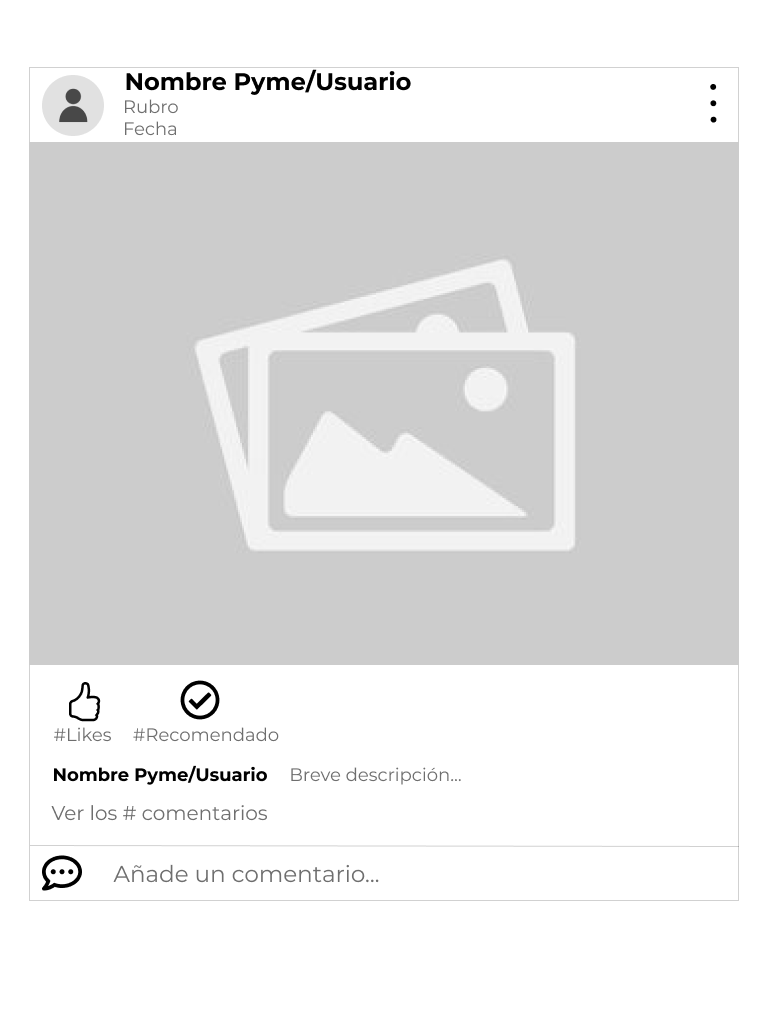 Nombre Pyme/Usuario
Rubro
Fecha
#Likes #Recomendado
Nombre Pyme/Usuario Breve descripción...
Ver los # comentarios
Añade un comentario...